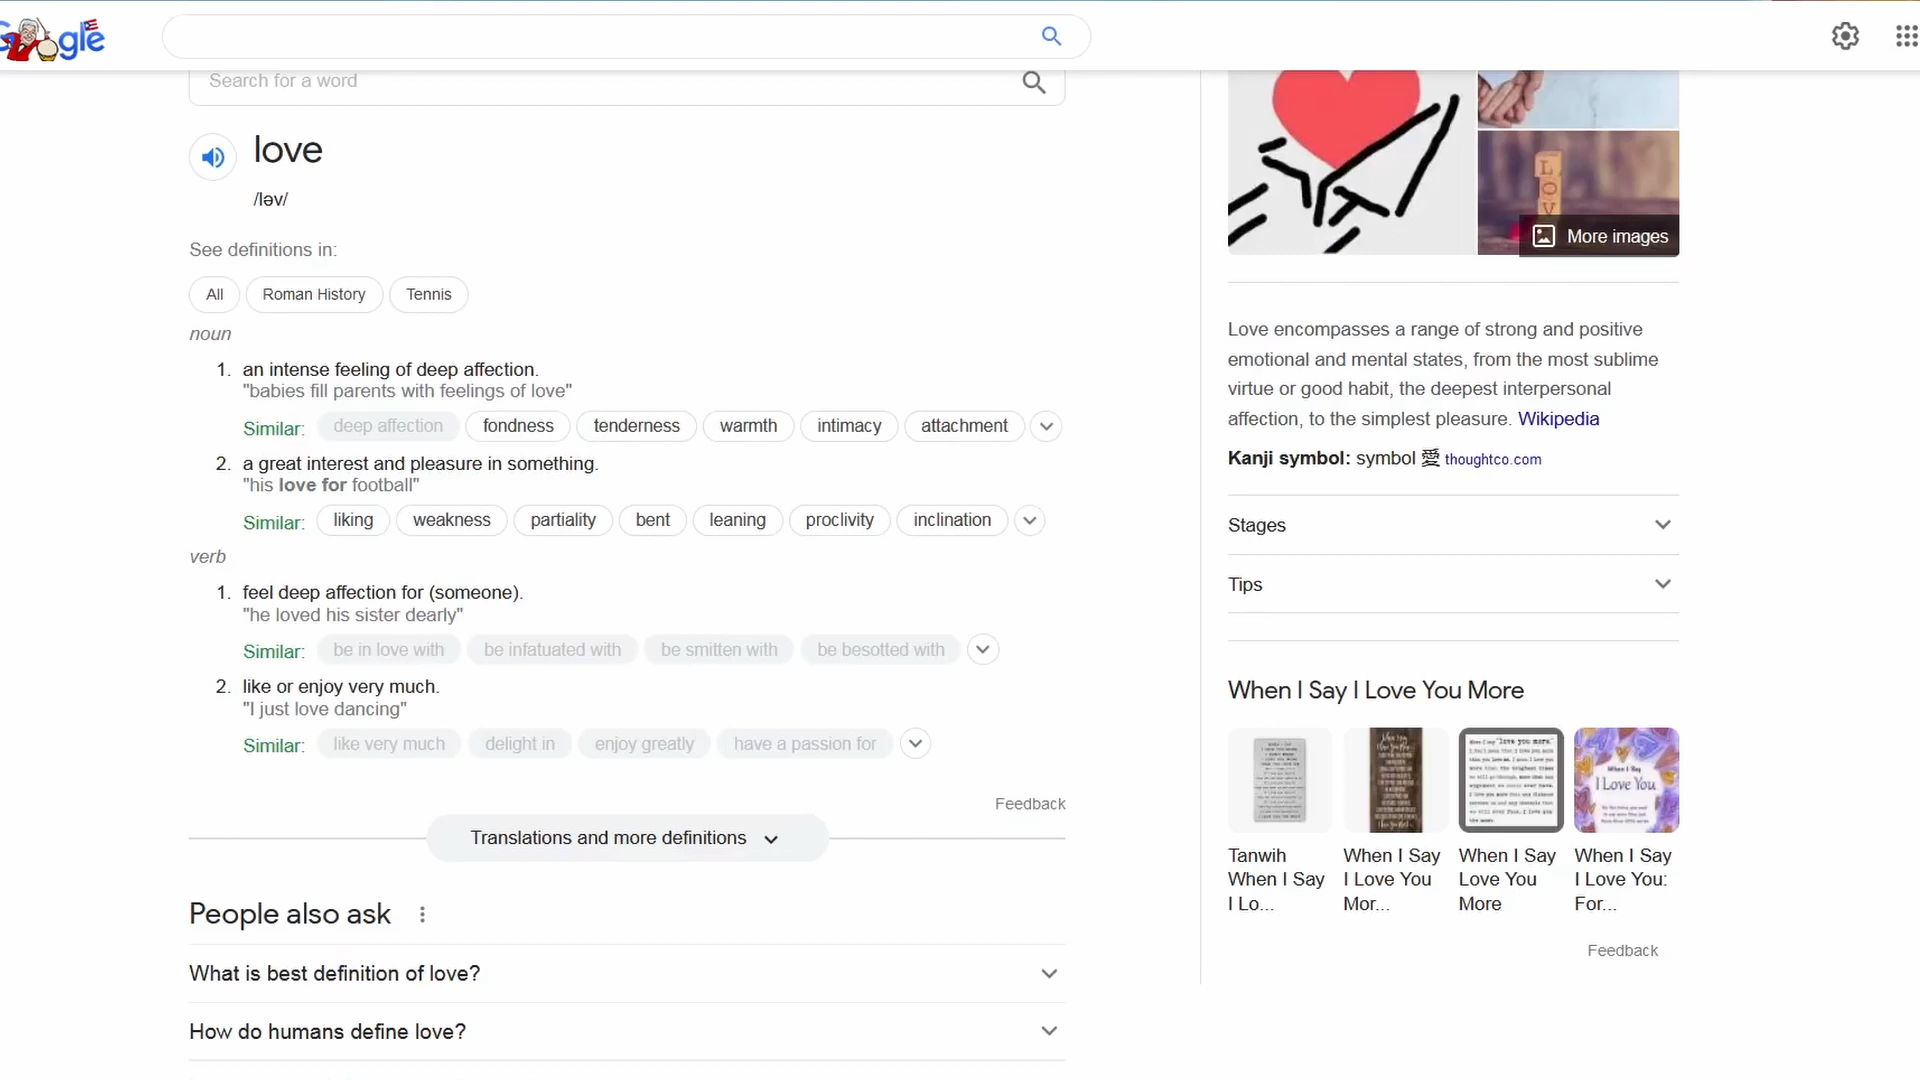 gle
Search for a word
love
/ləv/
See definitions in:
All
Roman History
Tennis
noun
1. an intense feeling of deep affection.
"babies fill parents with feelings of love"
Similar: deep affection fondness tenderness warmth intimacy attachment
2. a great interest and pleasure in something.
"his love for football"
Similar: liking weakness partiality bent leaning proclivity inclination
verb
1. feel deep affection for (someone).
"he loved his sister dearly"
Similar: be in love with be infatuated with be smitten with be besotted with
2. like or enjoy very much.
"I just love dancing"
Similar: like very much delight in enjoy greatly have a passion for
Feedback
Translations and more definitions
People also ask
What is best definition of love?
How do humans define love?
LOV
More images
Love encompasses a range of strong and positive
emotional and mental states, from the most sublime
virtue or good habit, the deepest interpersonal
affection, to the simplest pleasure. Wikipedia
Kanji symbol: symbol 愛 thoughtco.com
Stages
Tips
When I Say I Love You More
When I Say
I Love You
Tanwih
When I Say
I Lo...
When I Say
I Love You
Mor...
When I Say
Love You
More
When I Say
I Love You:
For...
Feedback